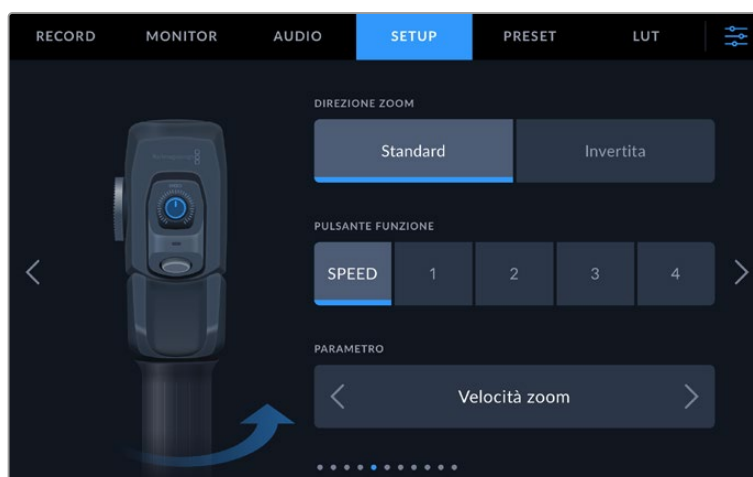 RECORD MONITOR AUDIO SETUP PRESET LUT
DIREZIONE ZOOM
Standard Invertita
PULSANTE FUNZIONE
SPEED 1 2 3 4
PARAMETRO
Velocità zoom